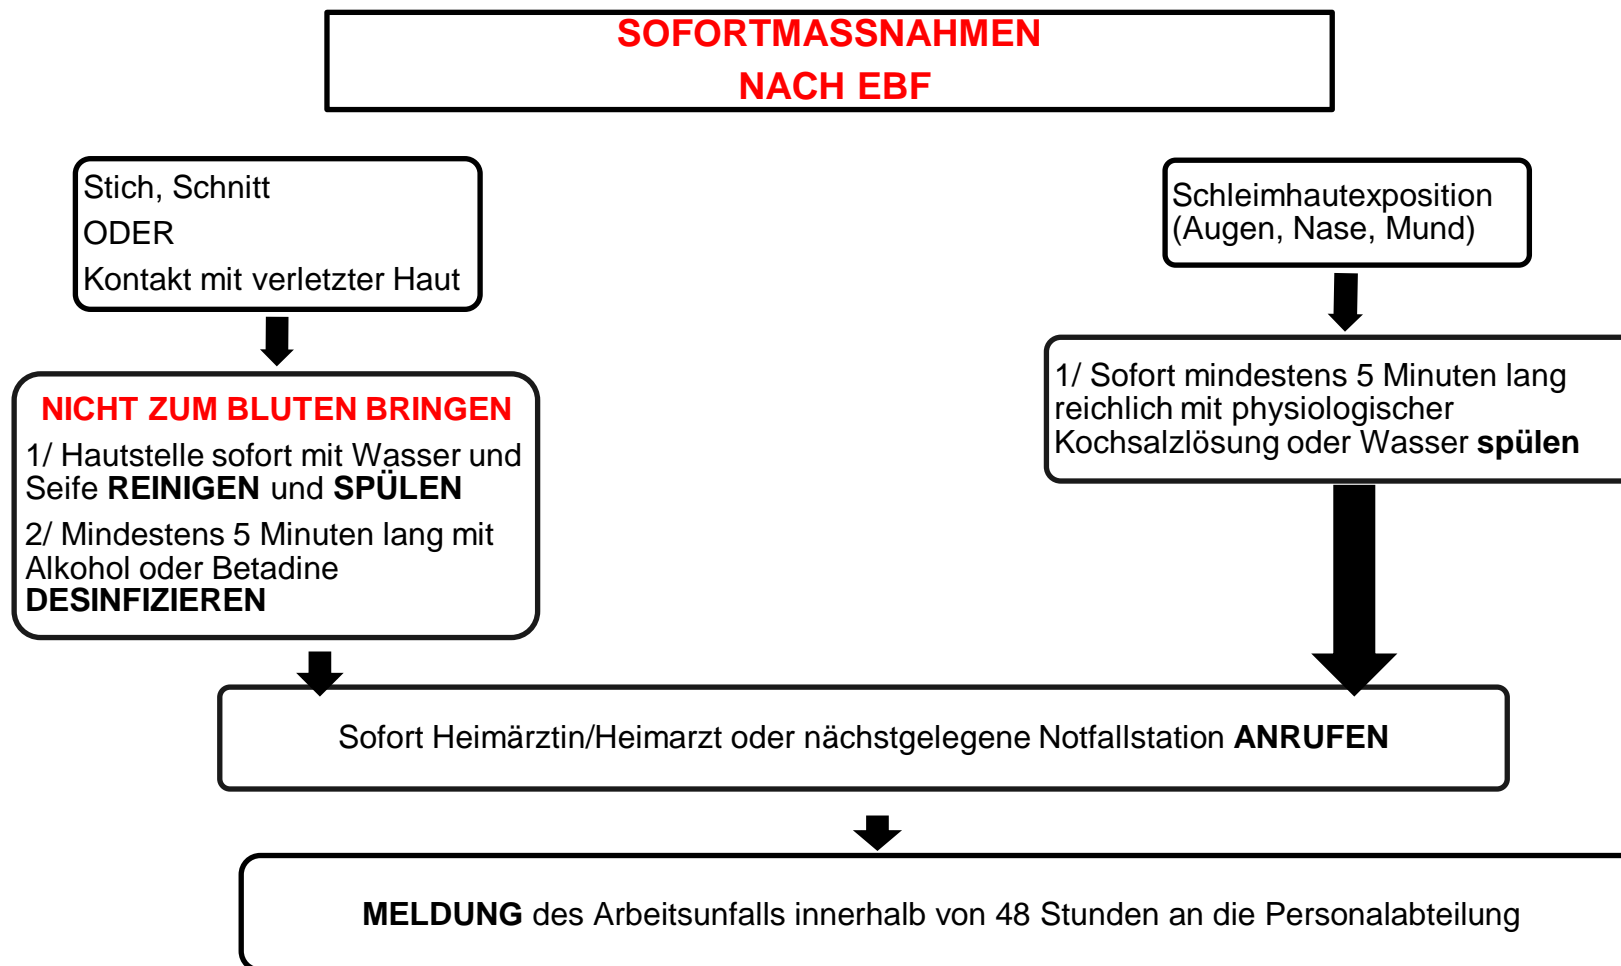 SOFORTMASSNAHMEN
NACH EBF
Stich, Schnitt
ODER
Kontakt mit verletzter Haut
Schleimhautexposition
(Augen, Nase, Mund)
NICHT ZUM BLUTEN BRINGEN
1/ Hautstelle sofort mit Wasser und
Seife REINIGEN und SPÜLEN
2/ Mindestens 5 Minuten lang mit
Alkohol oder Betadine
DESINFIZIEREN
1/ Sofort mindestens 5 Minuten lang
reichlich mit physiologischer
Kochsalzlösung oder Wasser spülen
Sofort Heimärztin/Heimarzt oder nächstgelegene Notfallstation ANRUFEN
MELDUNG des Arbeitsunfalls innerhalb von 48 Stunden an die Personalabteilung